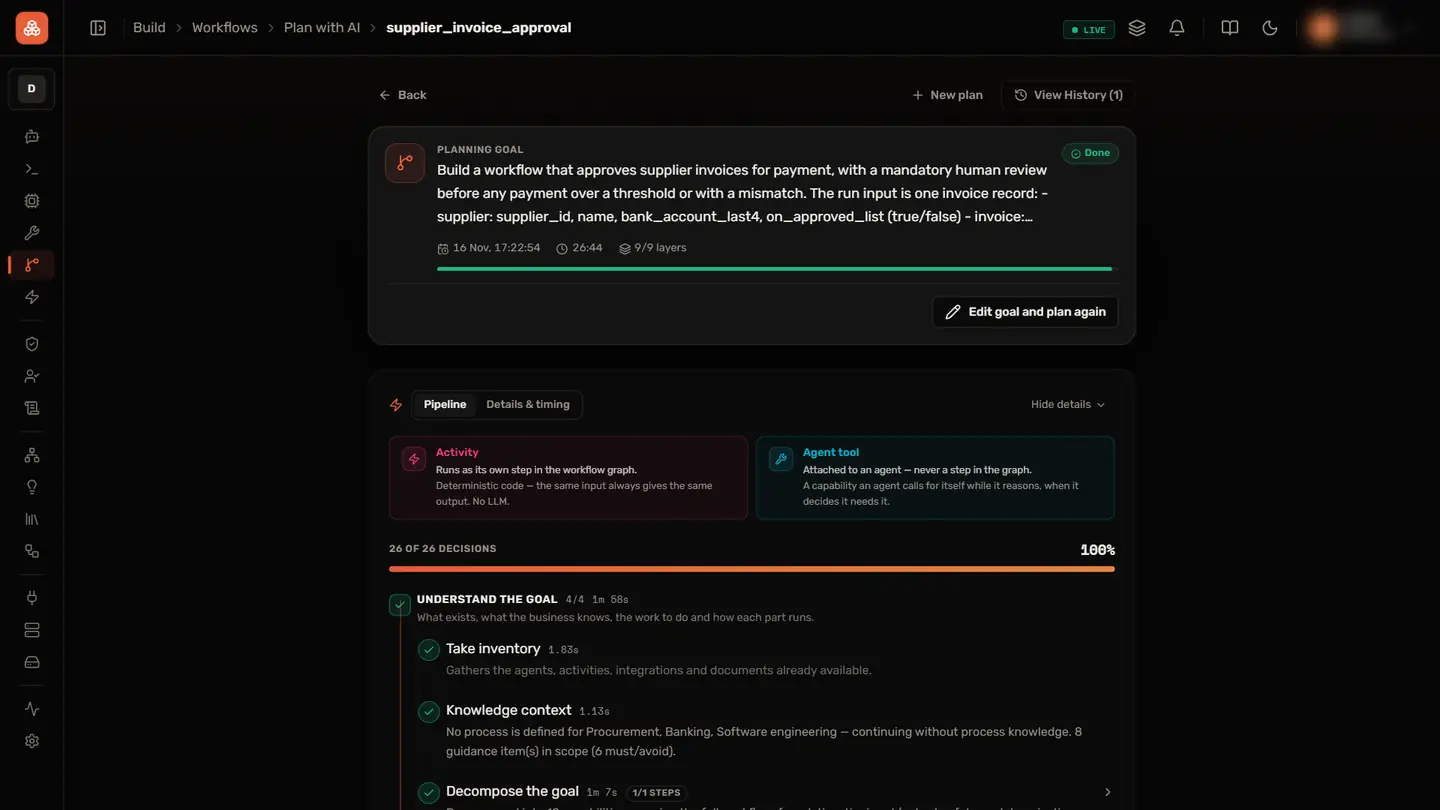 Build > Workflows > Plan with AI > supplier_invoice_approval
LIVE
D
Back
New plan
View History (1)
PLANNING GOAL
Done
Build a workflow that approves supplier invoices for payment, with a mandatory human review
before any payment over a threshold or with a mismatch. The run input is one invoice record: -
supplier: supplier_id, name, bank_account_last4, on_approved_list (true/false) - invoice:...
16 Nov, 17:22:54 26:44 9/9 layers
Edit goal and plan again
Pipeline Details & timing
Hide details
Activity
Runs as its own step in the workflow graph.
Deterministic code — the same input always gives the same
output. No LLM.
Agent tool
Attached to an agent — never a step in the graph.
A capability an agent calls for itself while it reasons, when it
decides it needs it.
26 OF 26 DECISIONS
100%
UNDERSTAND THE GOAL 4/4 1m 58s
What exists, what the business knows, the work to do and how each part runs.
Take inventory 1.83s
Gathers the agents, activities, integrations and documents already available.
Knowledge context 1.13s
No process is defined for Procurement, Banking, Software engineering — continuing without process knowledge. 8
guidance item(s) in scope (6 must/avoid).
Decompose the goal 1m 7s 1/1 STEPS